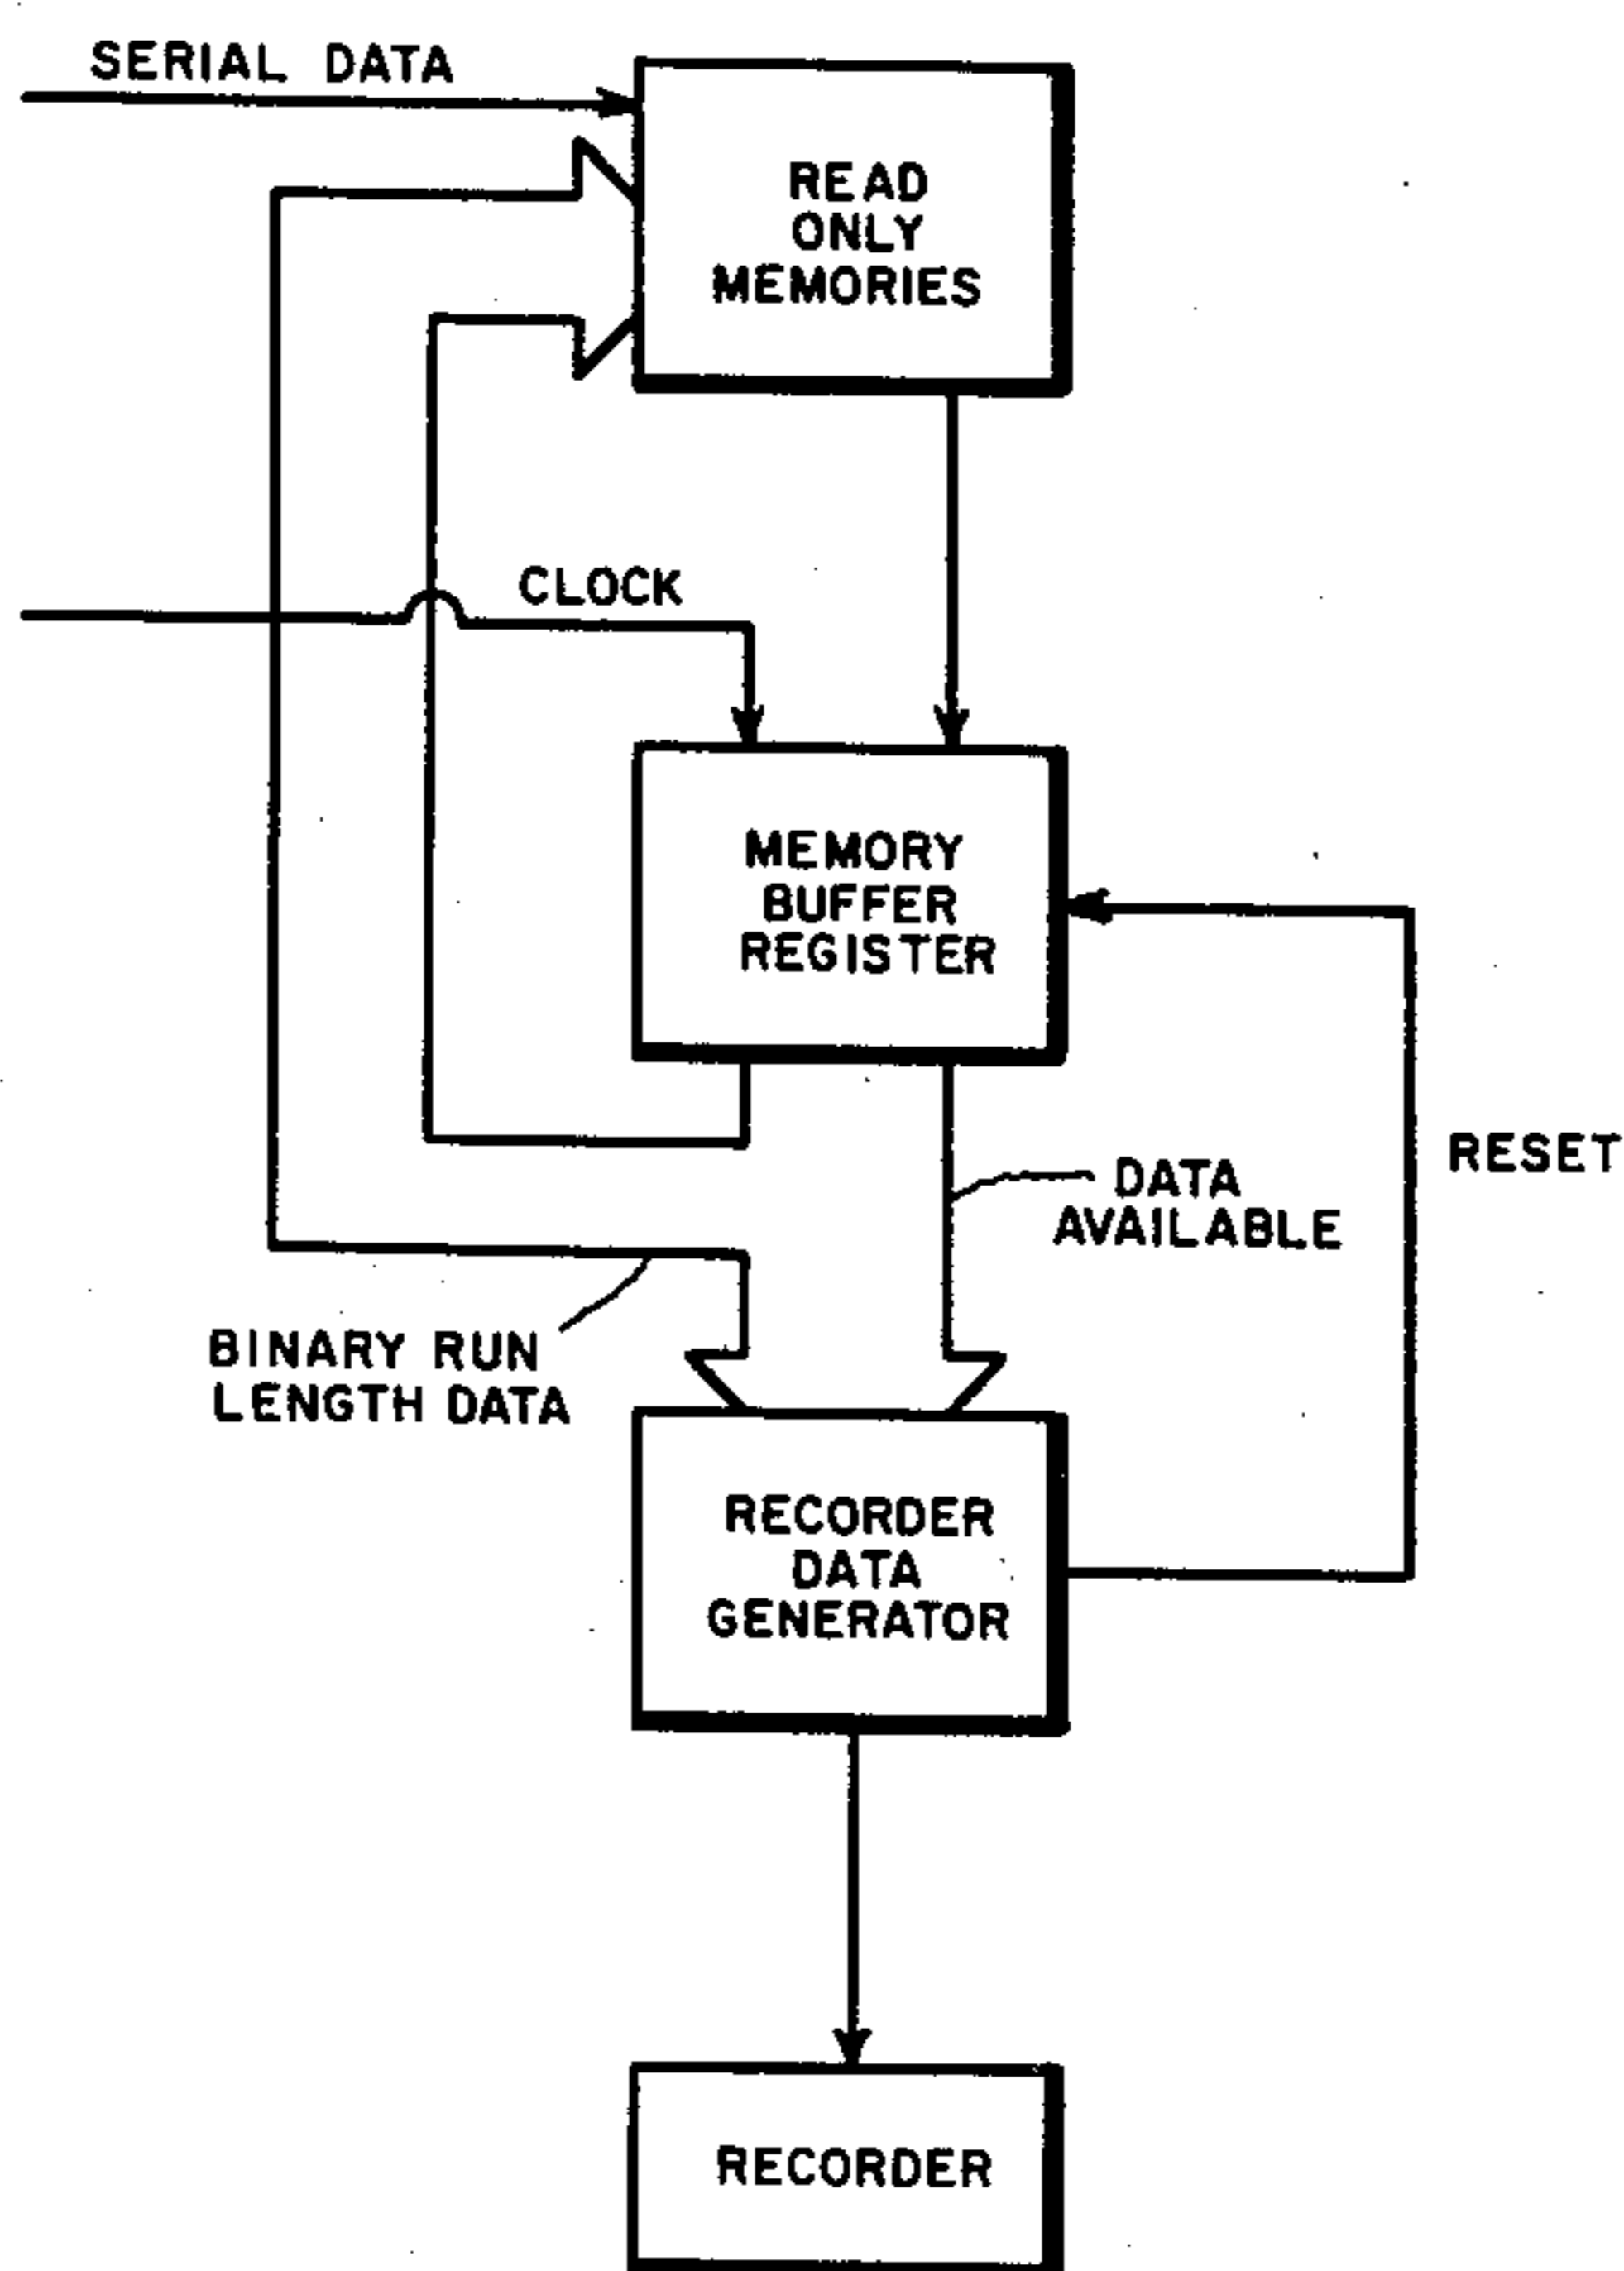 SERIAL DATA
READ
ONLY
MEMORIES
CLOCK
MEMORY
BUFFER
REGISTER
RESET
DATA
AVAILABLE
BINARY RUN
LENGTH DATA
RECORDER
DATA
GENERATOR
RECORDER